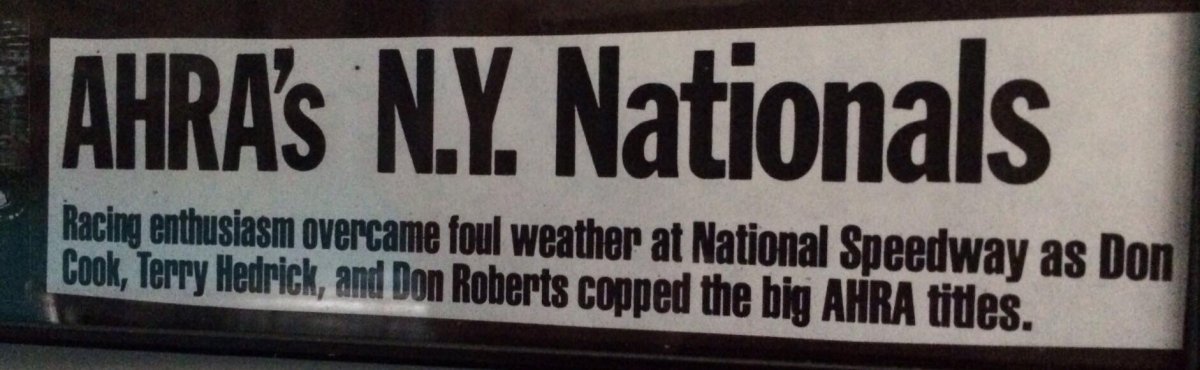 AHRA's N.Y. Nationals
Racing enthusiasm overcame foul weather at National Speedway as Don
Cook, Terry Hedrick, and Don Roberts copped the big AHRA titles.